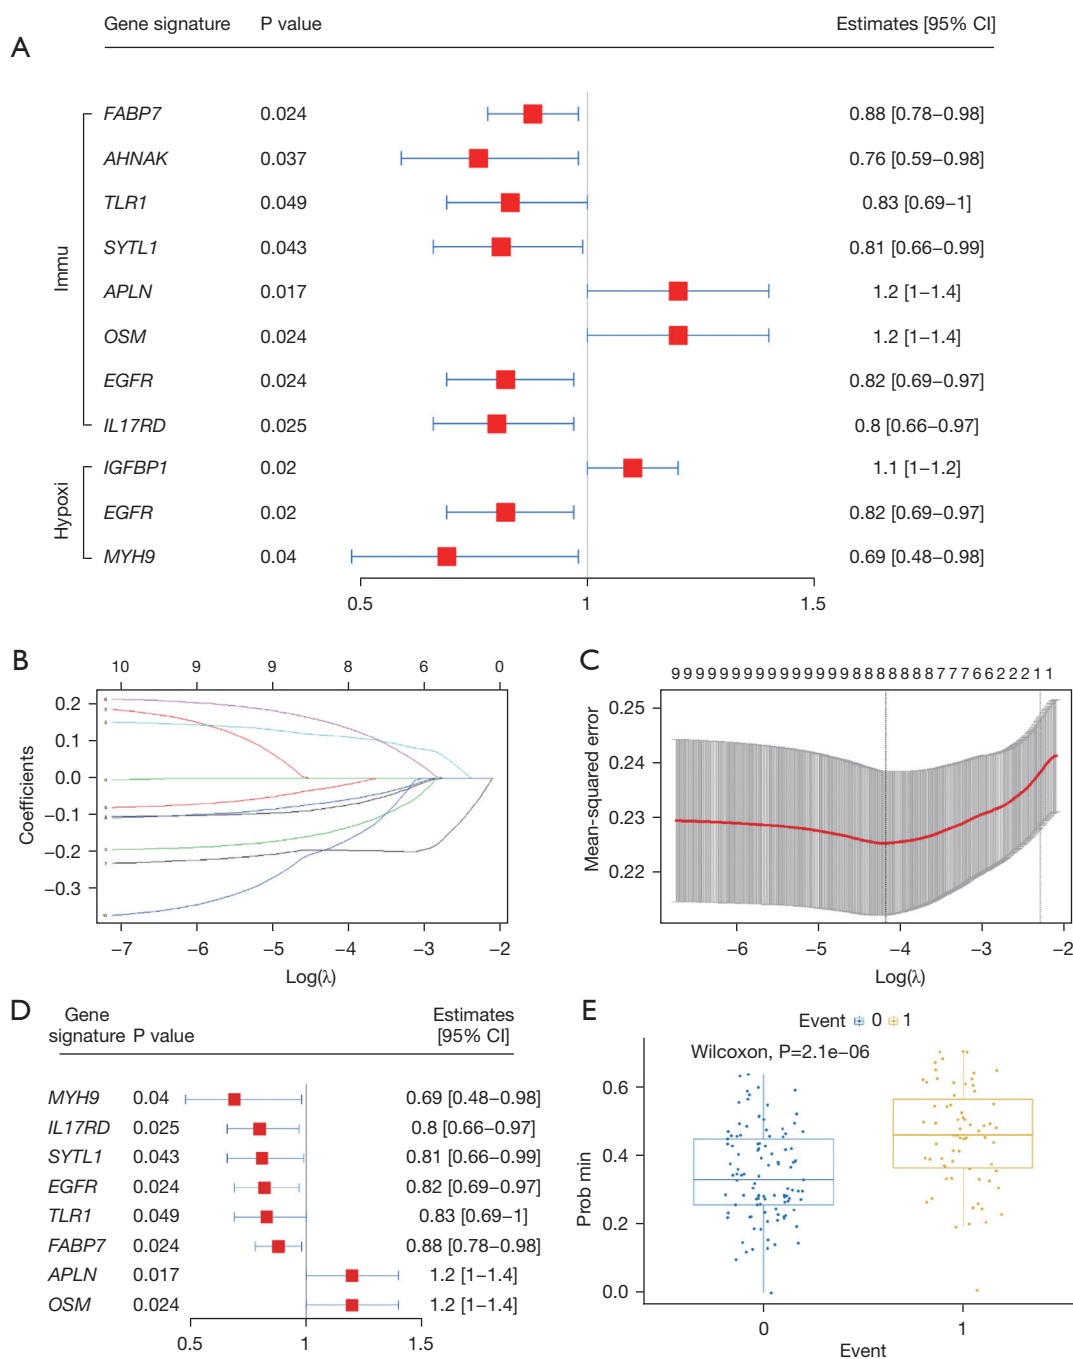 Gene signature P value Estimates [95% CI]
A
FABP7 0.024 0.88 [0.78–0.98]
AHNAK 0.037 0.76 [0.59–0.98]
TLR1 0.049 0.83 [0.69–1]
SYTL1 0.043 0.81 [0.66–0.99]
Immu
APLN 0.017 1.2 [1–1.4]
OSM 0.024 1.2 [1–1.4]
EGFR 0.024 0.82 [0.69–0.97]
IL17RD 0.025 0.8 [0.66–0.97]
IGFBP1 0.02 1.1 [1–1.2]
Hypoxi
EGFR 0.02 0.82 [0.69–0.97]
MYH9 0.04 0.69 [0.48–0.98]
0.5 1 1.5
B
10 9 9 8 6 0
0.2
0.1
0.0
−0.1
−0.2
−0.3
Coefficients
−7 −6 −5 −4 −3 −2
Log(λ)
C
0.25
0.24
0.23
0.22
Mean-squared error
−6 −5 −4 −3 −2
Log(λ)
D
Gene
signature P value
Estimates
[95% CI]
MYH9 0.04 0.69 [0.48–0.98]
IL17RD 0.025 0.8 [0.66–0.97]
SYTL1 0.043 0.81 [0.66–0.99]
EGFR 0.024 0.82 [0.69–0.97]
TLR1 0.049 0.83 [0.69–1]
FABP7 0.024 0.88 [0.78–0.98]
APLN 0.017 1.2 [1–1.4]
OSM 0.024 1.2 [1–1.4]
0.5 1 1.5
E
Event 0 1
Wilcoxon, P=2.1e−06
0.6
0.4
0.2
0.0
Prob min
0 1
Event